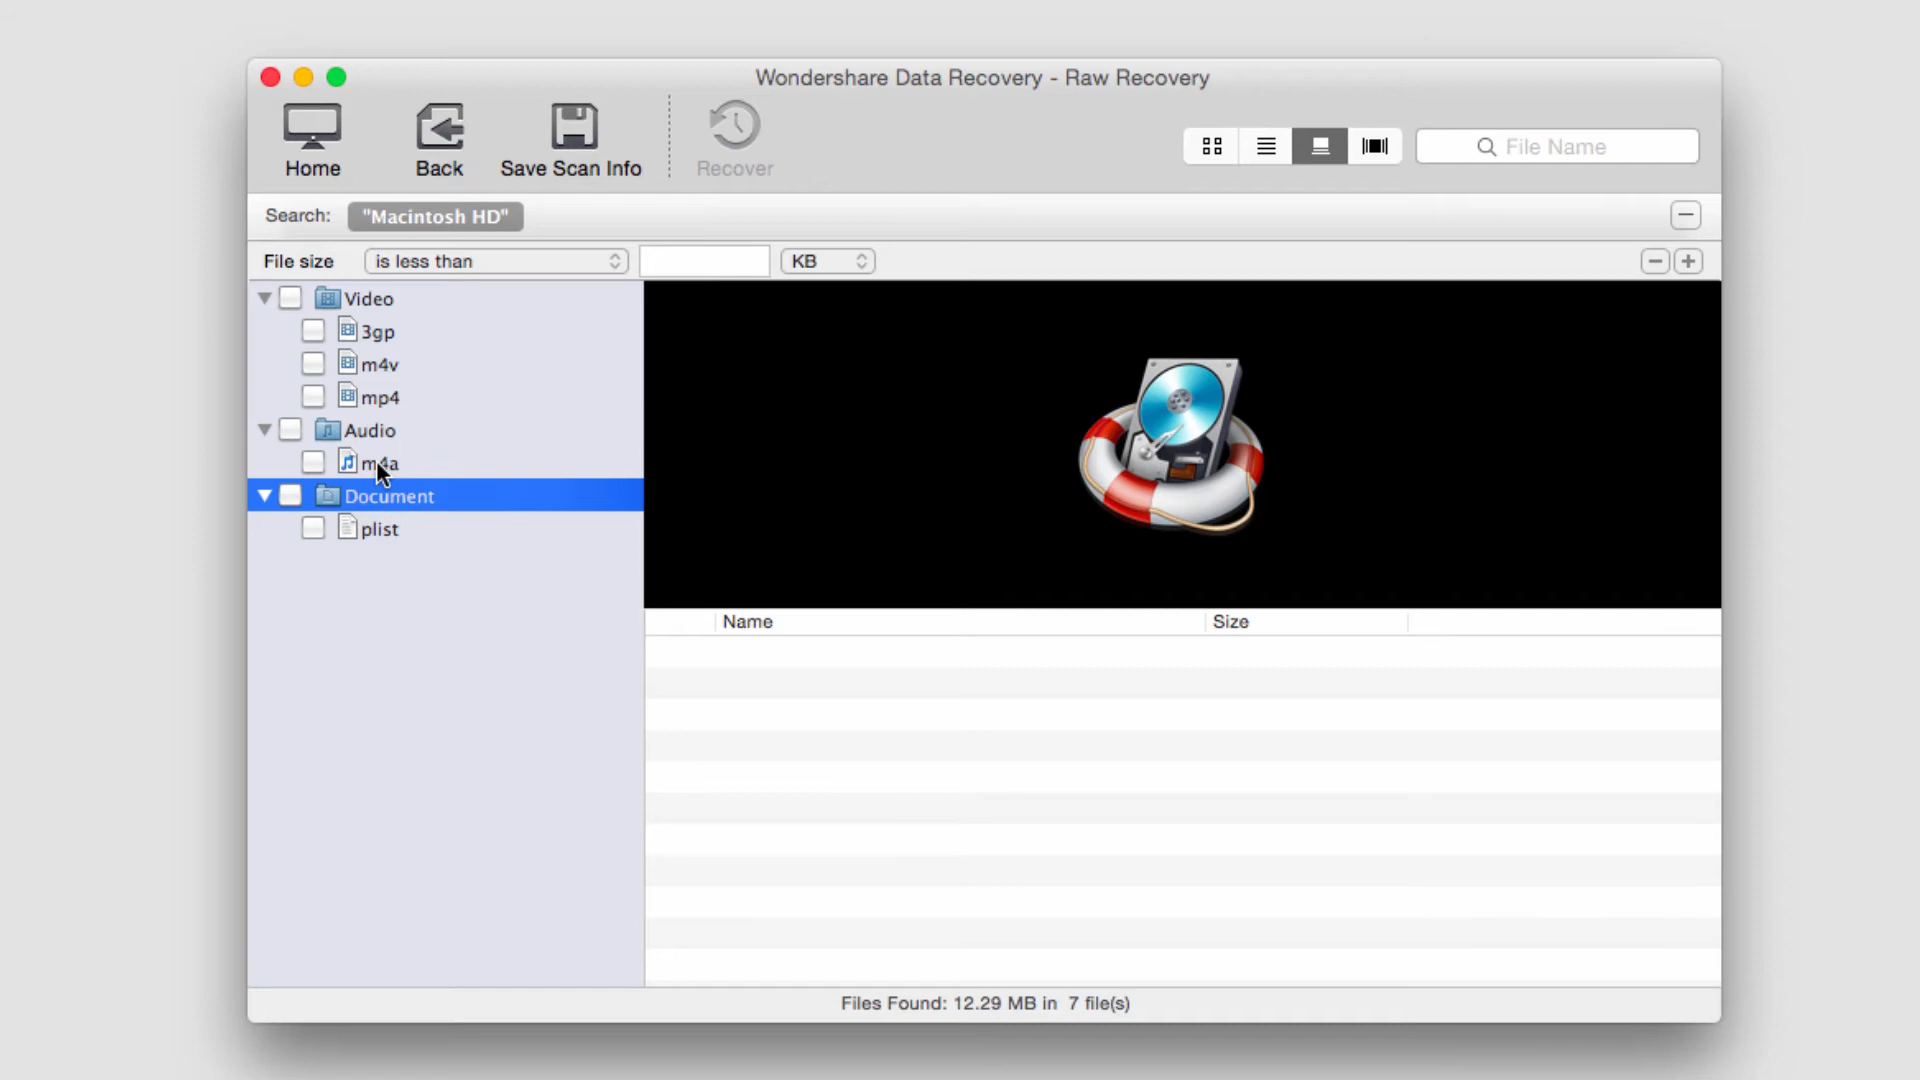 Wondershare Data Recovery - Raw Recovery
Home
Back
Save Scan Info
Recover
File Name
Search:
"Macintosh HD"
File size
is less than
KB
Video
3gp
m4v
mp4
Audio
m4a
Document
plist
Name
Size
Files Found: 12.29 MB in 7 file(s)